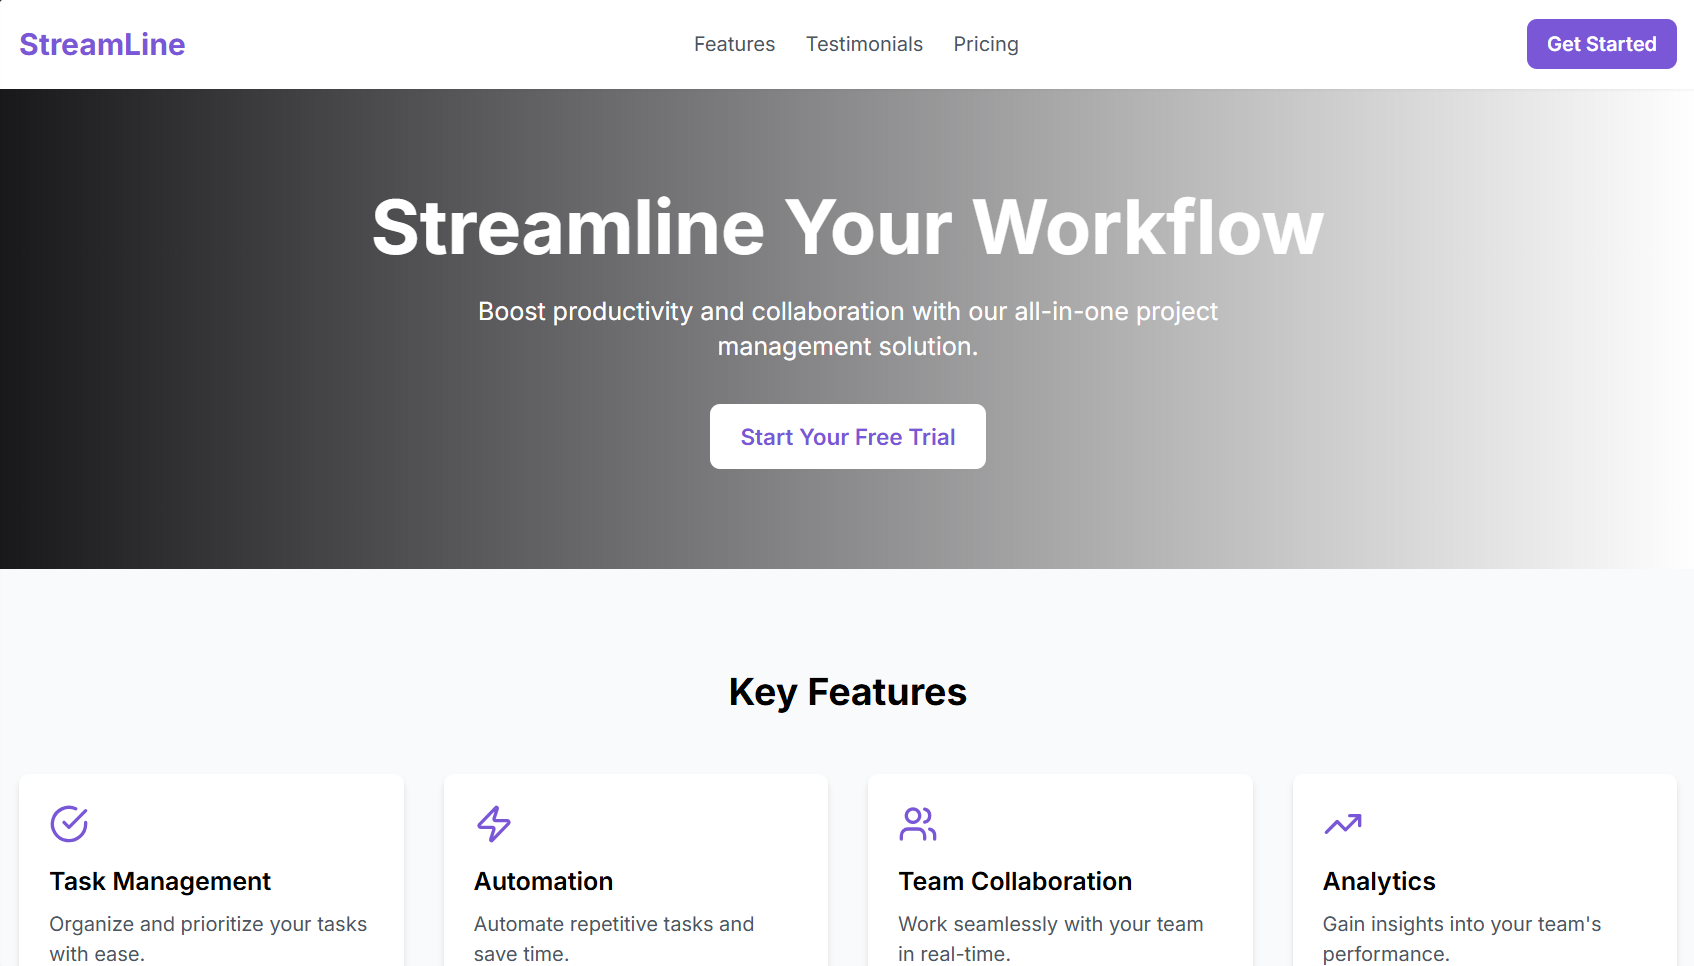 StreamLine
Features
Testimonials
Pricing
Get Started
Streamline Your Workflow
Boost productivity and collaboration with our all-in-one project
management solution.
Start Your Free Trial
Key Features
Task Management
Organize and prioritize your tasks
with ease.
Automation
Automate repetitive tasks and
save time.
Team Collaboration
Work seamlessly with your team
in real-time.
Analytics
Gain insights into your team's
performance.